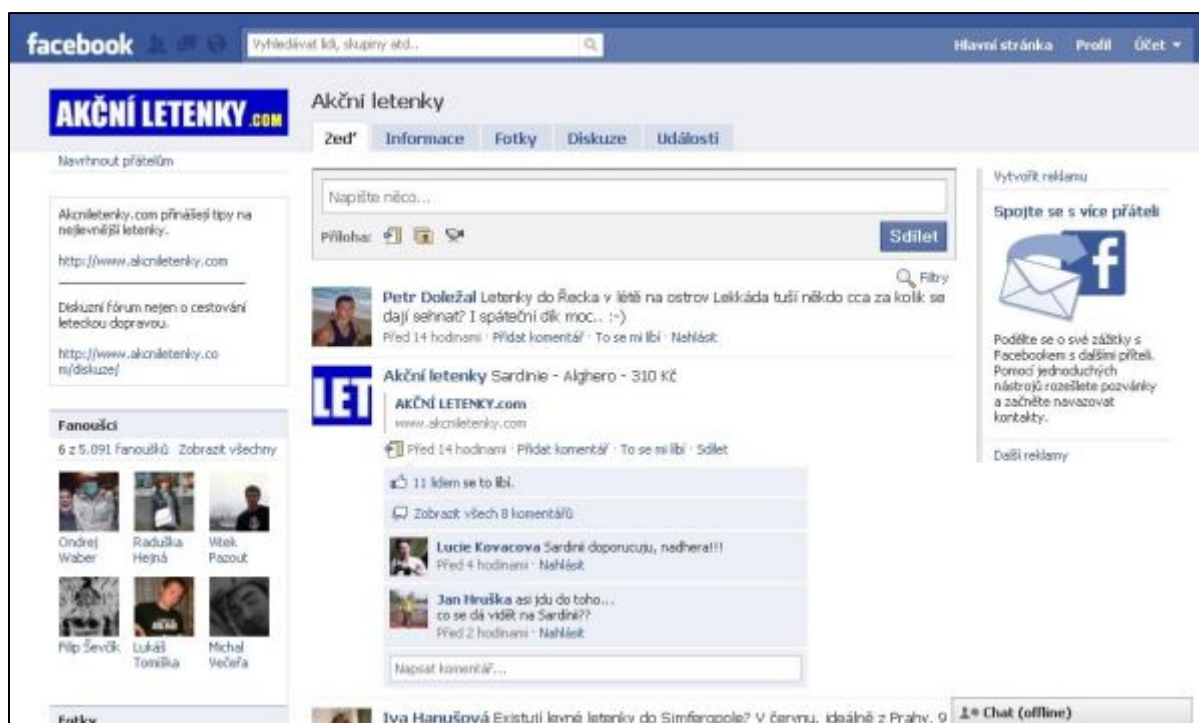 facebook
Vyhledávat lidi, skupiny atd..
Hlavní stránka Profil Účet
AKČNÍ LETENKY.COM
Navrhnout přátelům
Akcniletenky.com přinášejí tipy na
nejlevnější letenky.
http://www.akcniletenky.com
Diskuzní fórum nejen o cestování
leteckou dopravou.
http://www.akcniletenky.co
m/diskuze/
Fanoušci
6 z 5.091 fanoušků Zobrazit všechny
Ondrej
Waber
Raduška
Hejná
Vitek
Pazout
Filip Ševčík
Lukáš
Tomiška
Michal
Večeřa
Fotky
Akční letenky
Zeď Informace Fotky Diskuze Události
Napište něco...
Příloha:
Sdílet
Filtry
Petr Doležal Letenky do Řecka v létě na ostrov Lekkáda tuší někdo cca za kolik se
dají sehnat? I spáteční dík moc.. :-)
Před 14 hodinami · Přidat komentář · To se mi líbí · Nahlásit
LET
Akční letenky Sardinie - Alghero - 310 Kč
AKČNÍ LETENKY.com
www.akcniletenky.com
Před 14 hodinami · Přidat komentář · To se mi líbí · Sdílet
11 lidem se to líbí.
Zobrazit všech 8 komentářů
Lucie Kovacova Sardinii doporucuju, nadhera!!!
Před 4 hodinami · Nahlásit
Jan Hruška asi jdu do toho...
co se dá vidět na Sardinii??
Před 2 hodinami · Nahlásit
Napsat komentář...
Iva Hanušová Existují levné letenky do Simferopole? V červnu, ideálně z Prahy. 9
Vytvořit reklamu
Spojte se s více přáteli
Podělte se o své zážitky s
Facebookem s dalšími přáteli.
Pomocí jednoduchých
nástrojů rozešlete pozvánky
a začněte navazovat
kontakty.
Další reklamy
Chat (offline)